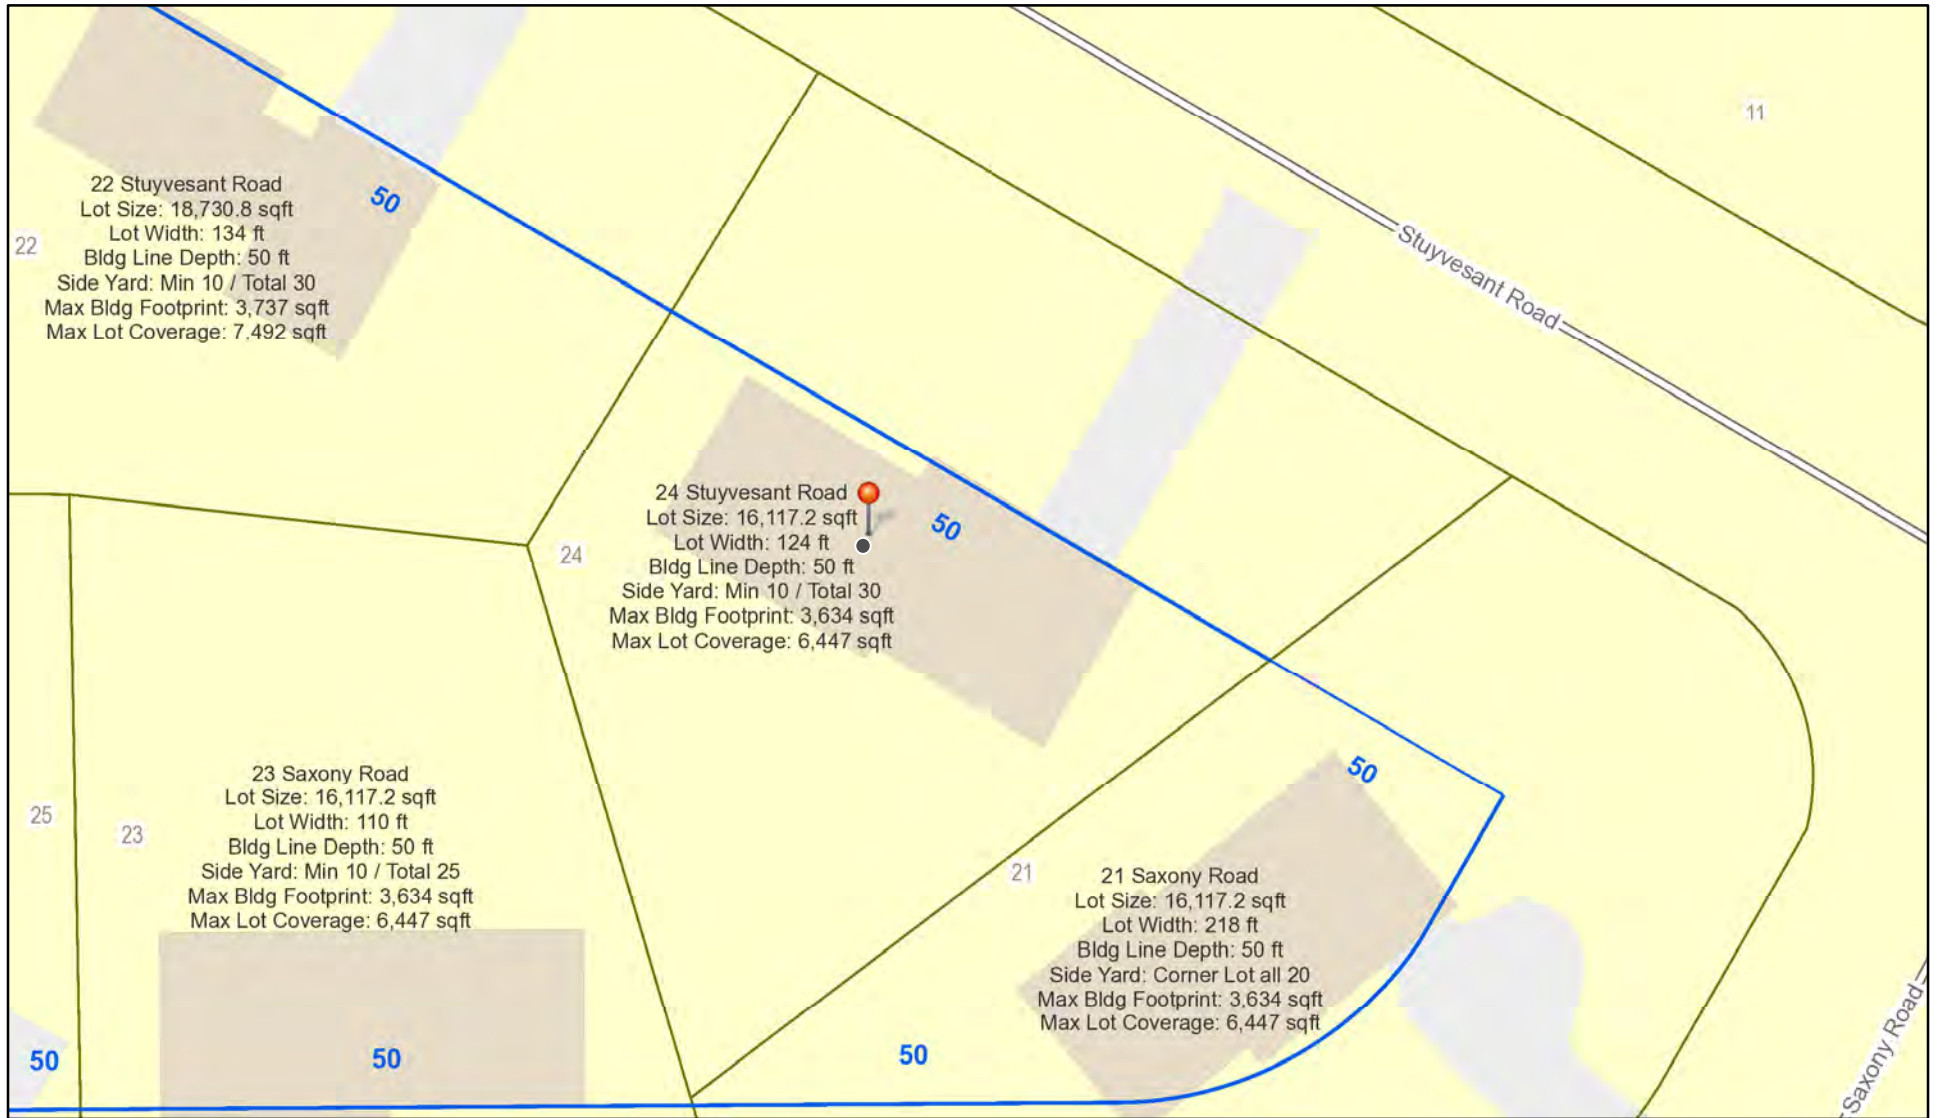 11
Stuyvesant Road
22 Stuyvesant Road
Lot Size: 18,730.8 sqft
Lot Width: 134 ft
Bldg Line Depth: 50 ft
Side Yard: Min 10 / Total 30
Max Bldg Footprint: 3,737 sqft
Max Lot Coverage: 7,492 sqft
50
22
24 Stuyvesant Road
Lot Size: 16,117.2 sqft
Lot Width: 124 ft
Bldg Line Depth: 50 ft
Side Yard: Min 10 / Total 30
Max Bldg Footprint: 3,634 sqft
Max Lot Coverage: 6,447 sqft
50
24
23 Saxony Road
Lot Size: 16,117.2 sqft
Lot Width: 110 ft
Bldg Line Depth: 50 ft
Side Yard: Min 10 / Total 25
Max Bldg Footprint: 3,634 sqft
Max Lot Coverage: 6,447 sqft
25
23
50
50
50
21
21 Saxony Road
Lot Size: 16,117.2 sqft
Lot Width: 218 ft
Bldg Line Depth: 50 ft
Side Yard: Corner Lot all 20
Max Bldg Footprint: 3,634 sqft
Max Lot Coverage: 6,447 sqft
50
Saxony Road